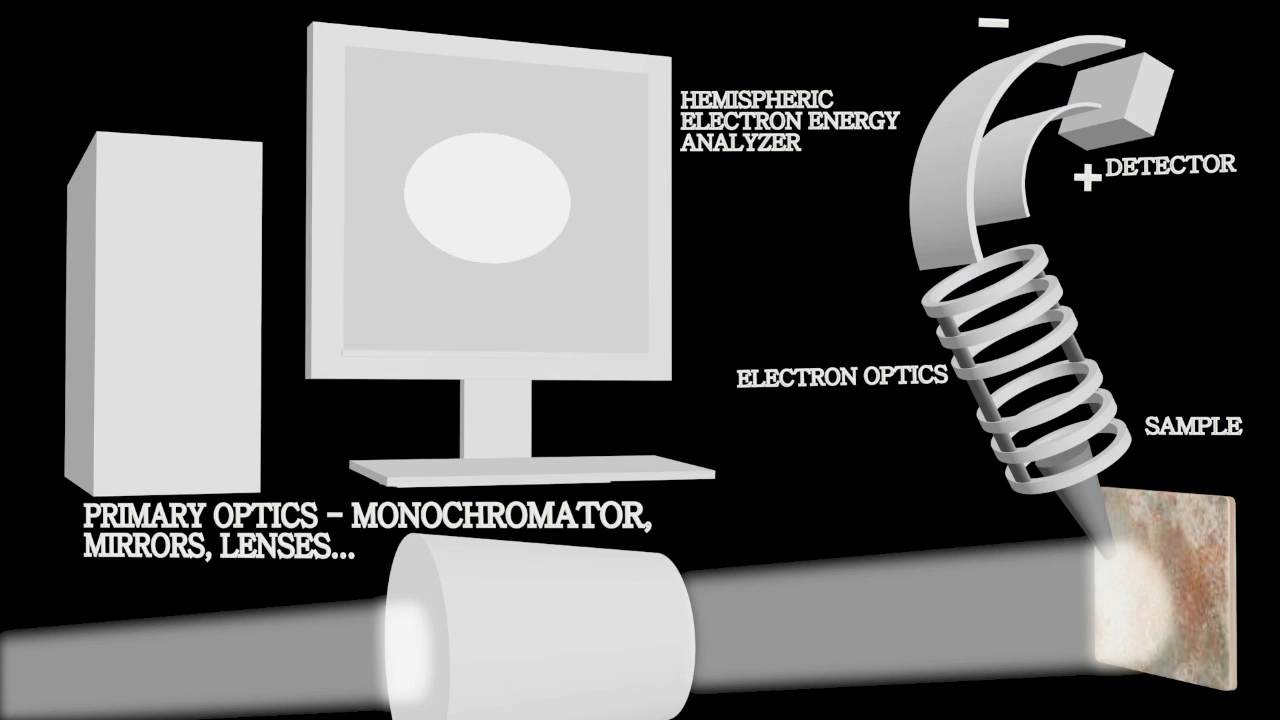 HEMISPHERIC
ELECTRON ENERGY
ANALYZER
DETECTOR
ELECTRON OPTICS
SAMPLE
PRIMARY OPTICS - MONOCHROMATOR,
MIRRORS, LENSES...